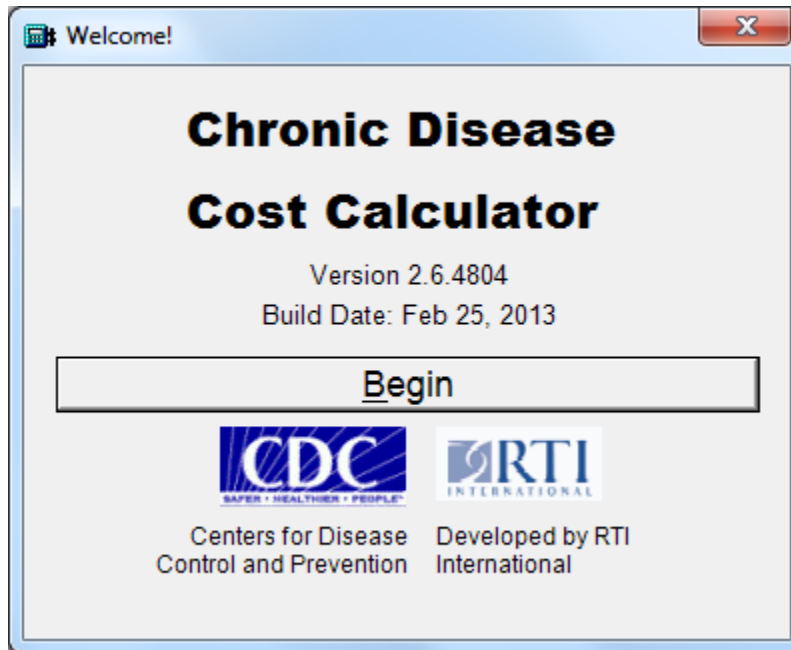 Welcome!
Chronic Disease
Cost Calculator
Version 2.6.4804
Build Date: Feb 25, 2013
Begin
CDC
SAFER • HEALTHIER • PEOPLE™
RTI
INTERNATIONAL
Centers for Disease
Control and Prevention
Developed by RTI
International